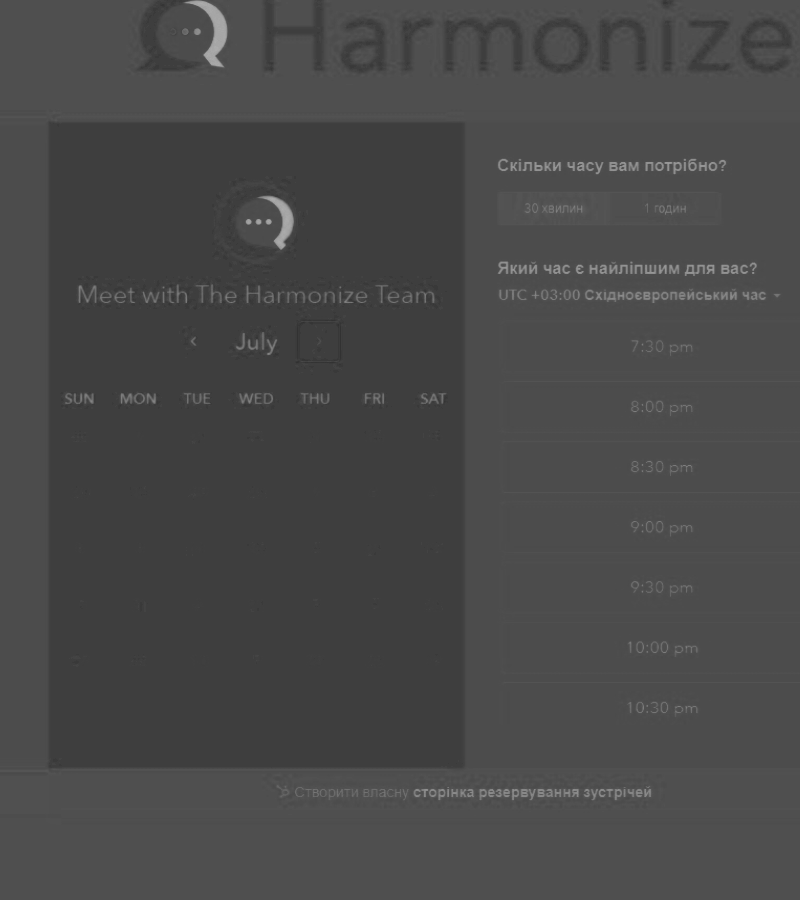 Harmonize
Meet with The Harmonize Team
July
SUN MON TUE WED THU FRI SAT
Скільки часу вам потрібно?
30 хвилин 1 годин
Який час є найліпшим для вас?
UTC +03:00 Східноєвропейський час
7:30 pm
8:00 pm
8:30 pm
9:00 pm
9:30 pm
10:00 pm
10:30 pm
Створити власну сторінка резервування зустрічей